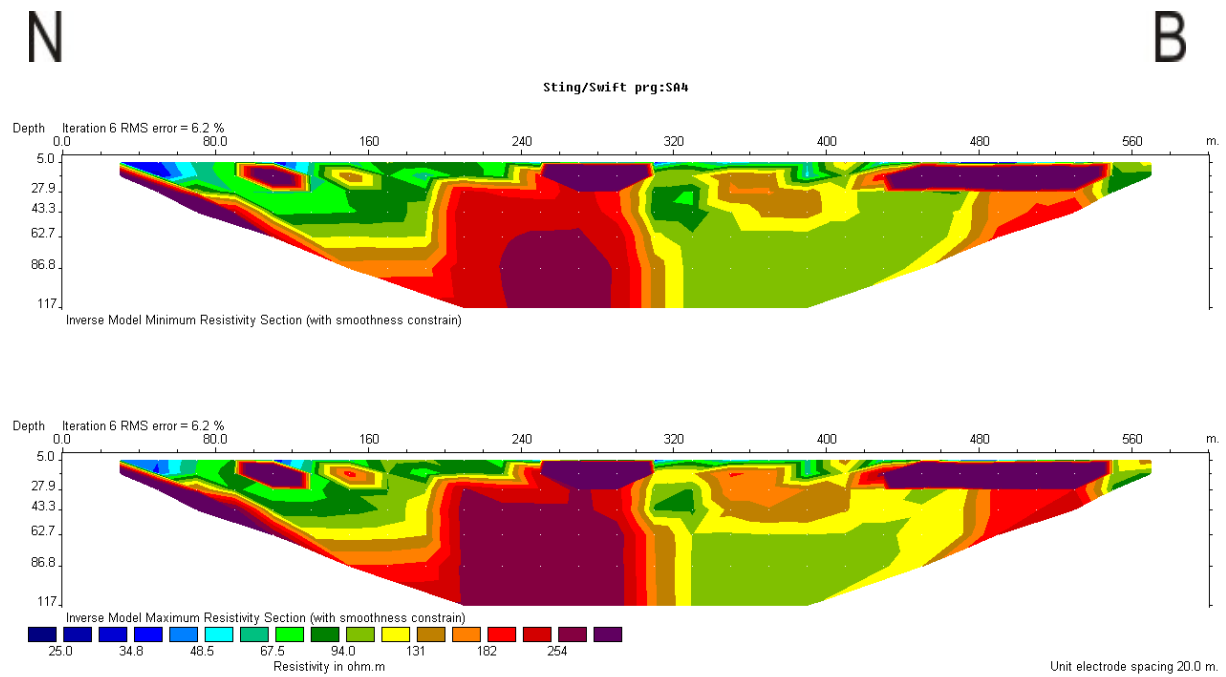 N B
Sting/Swift prg:SA4
Depth Iteration 6 RMS error = 6.2 %
0.0 80.0 160 240 320 400 480 560 m.
5.0
27.9
43.3
62.7
86.8
117.
Inverse Model Minimum Resistivity Section (with smoothness constrain)
Depth Iteration 6 RMS error = 6.2 %
0.0 80.0 160 240 320 400 480 560 m.
5.0
27.9
43.3
62.7
86.8
117.
Inverse Model Maximum Resistivity Section (with smoothness constrain)
25.0 34.8 48.5 67.5 94.0 131 182 254
Resistivity in ohm.m Unit electrode spacing 20.0 m.